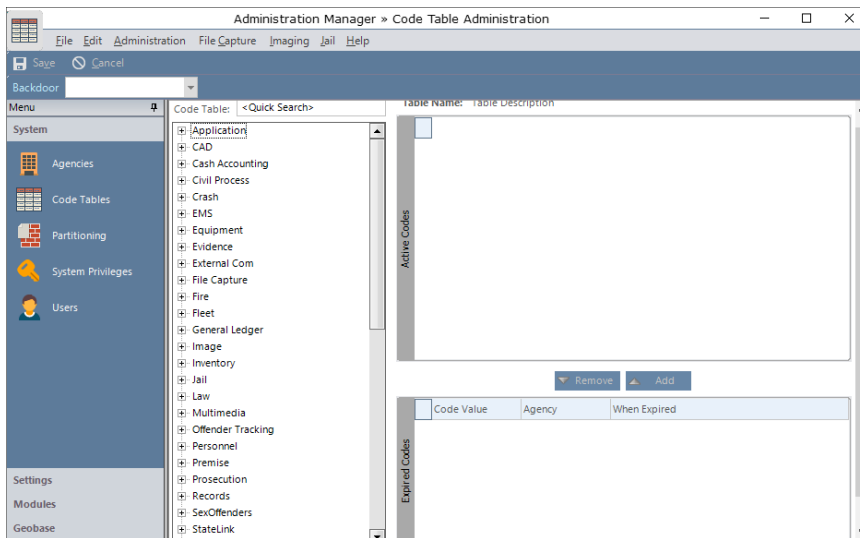 Administration Manager » Code Table Administration
File Edit Administration File Capture Imaging Jail Help
Save Cancel
Backdoor
Menu
System
Agencies
Code Tables
Partitioning
System Privileges
Users
Settings
Modules
Geobase
Code Table: <Quick Search>
Application
CAD
Cash Accounting
Civil Process
Crash
EMS
Equipment
Evidence
External Com
File Capture
Fire
Fleet
General Ledger
Image
Inventory
Jail
Law
Multimedia
Offender Tracking
Personnel
Premise
Prosecution
Records
SexOffenders
StateLink
Table Name: Table Description
Active Codes
Remove Add
Expired Codes
Code Value Agency When Expired